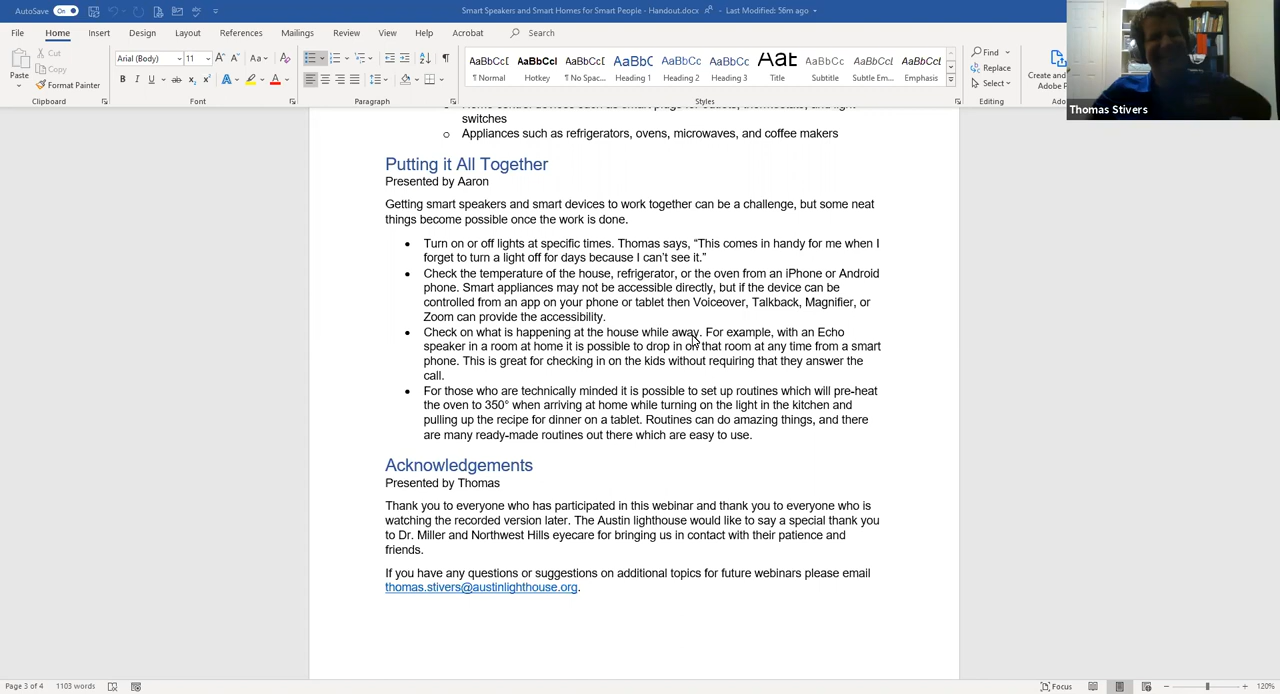 AutoSave On
Smart Speakers and Smart Homes for Smart People - Handout.docx - Last Modified: 56m ago
File Home Insert Draw Design Layout References Mailings Review View Help Acrobat Search
Paste
Cut
Copy
Format Painter
Clipboard
Arial (Body) 11
B I U ab x₂ x²
Font
Paragraph
AaBbCcI AaBbCcI AaBbCcI AaBbC AaBbCcI AaBbCcI AaBbCcI AaBbCcI AaBbCcI
¶ Normal Hotkey ¶ No Spac... Heading 1 Heading 2 Heading 3 Title Subtitle Subtle Em... Emphasis
Styles
Find
Replace
Select
Editing
Create and
Adobe
Thomas Stivers
switches
o Appliances such as refrigerators, ovens, microwaves, and coffee makers
Putting it All Together
Presented by Aaron
Getting smart speakers and smart devices to work together can be a challenge, but some neat
things become possible once the work is done.
• Turn on or off lights at specific times. Thomas says, “This comes in handy for me when I
forget to turn a light off for days because I can’t see it.”
• Check the temperature of the house, refrigerator, or the oven from an iPhone or Android
phone. Smart appliances may not be accessible directly, but if the device can be
controlled from an app on your phone or tablet then Voiceover, Talkback, Magnifier, or
Zoom can provide the accessibility.
• Check on what is happening at the house while away. For example, with an Echo
speaker in a room at home it is possible to drop in on that room at any time from a smart
phone. This is great for checking in on the kids without requiring that they answer the
call.
• For those who are technically minded it is possible to set up routines which will pre-heat
the oven to 350° when arriving at home while turning on the light in the kitchen and
pulling up the recipe for dinner on a tablet. Routines can do amazing things, and there
are many ready-made routines out there which are easy to use.
Acknowledgements
Presented by Thomas
Thank you to everyone who has participated in this webinar and thank you to everyone who is
watching the recorded version later. The Austin lighthouse would like to say a special thank you
to Dr. Miller and Northwest Hills eyecare for bringing us in contact with their patience and
friends.
If you have any questions or suggestions on additional topics for future webinars please email
thomas.stivers@austinlighthouse.org.
Page 3 of 4 1103 words
Focus
120%